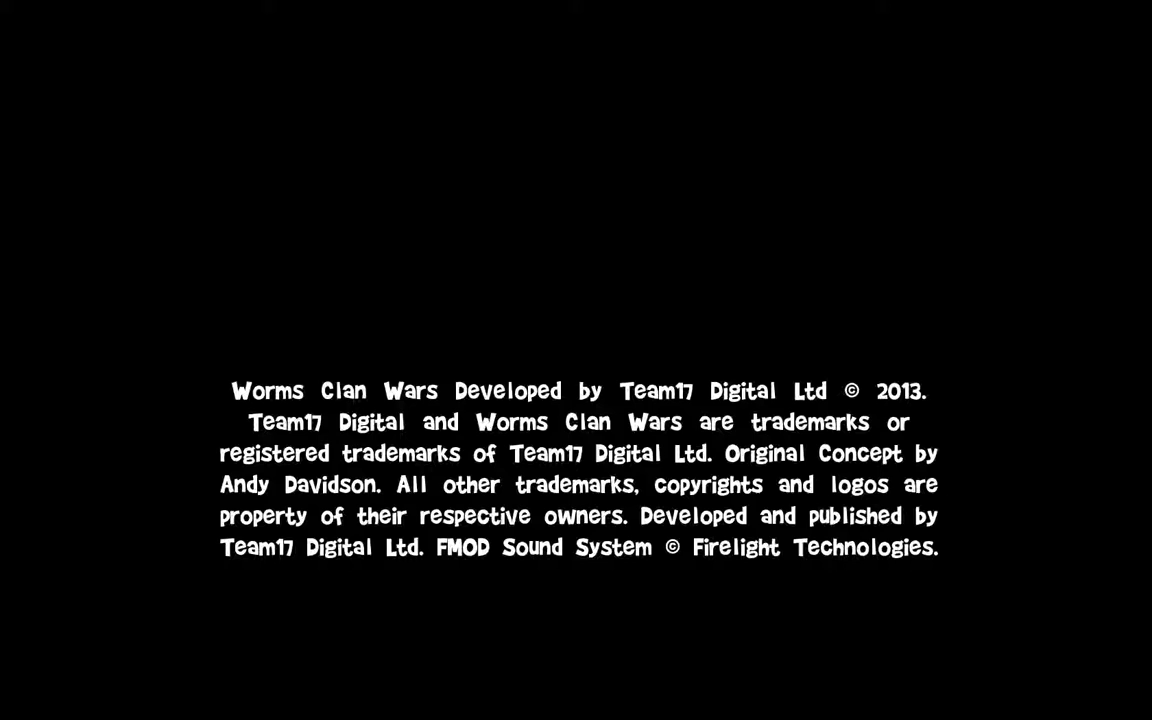 Worms Clan Wars Developed by Team17 Digital Ltd © 2013.
Team17 Digital and Worms Clan Wars are trademarks or
registered trademarks of Team17 Digital Ltd. Original Concept by
Andy Davidson. All other trademarks, copyrights and logos are
property of their respective owners. Developed and published by
Team17 Digital Ltd. FMOD Sound System © Firelight Technologies.